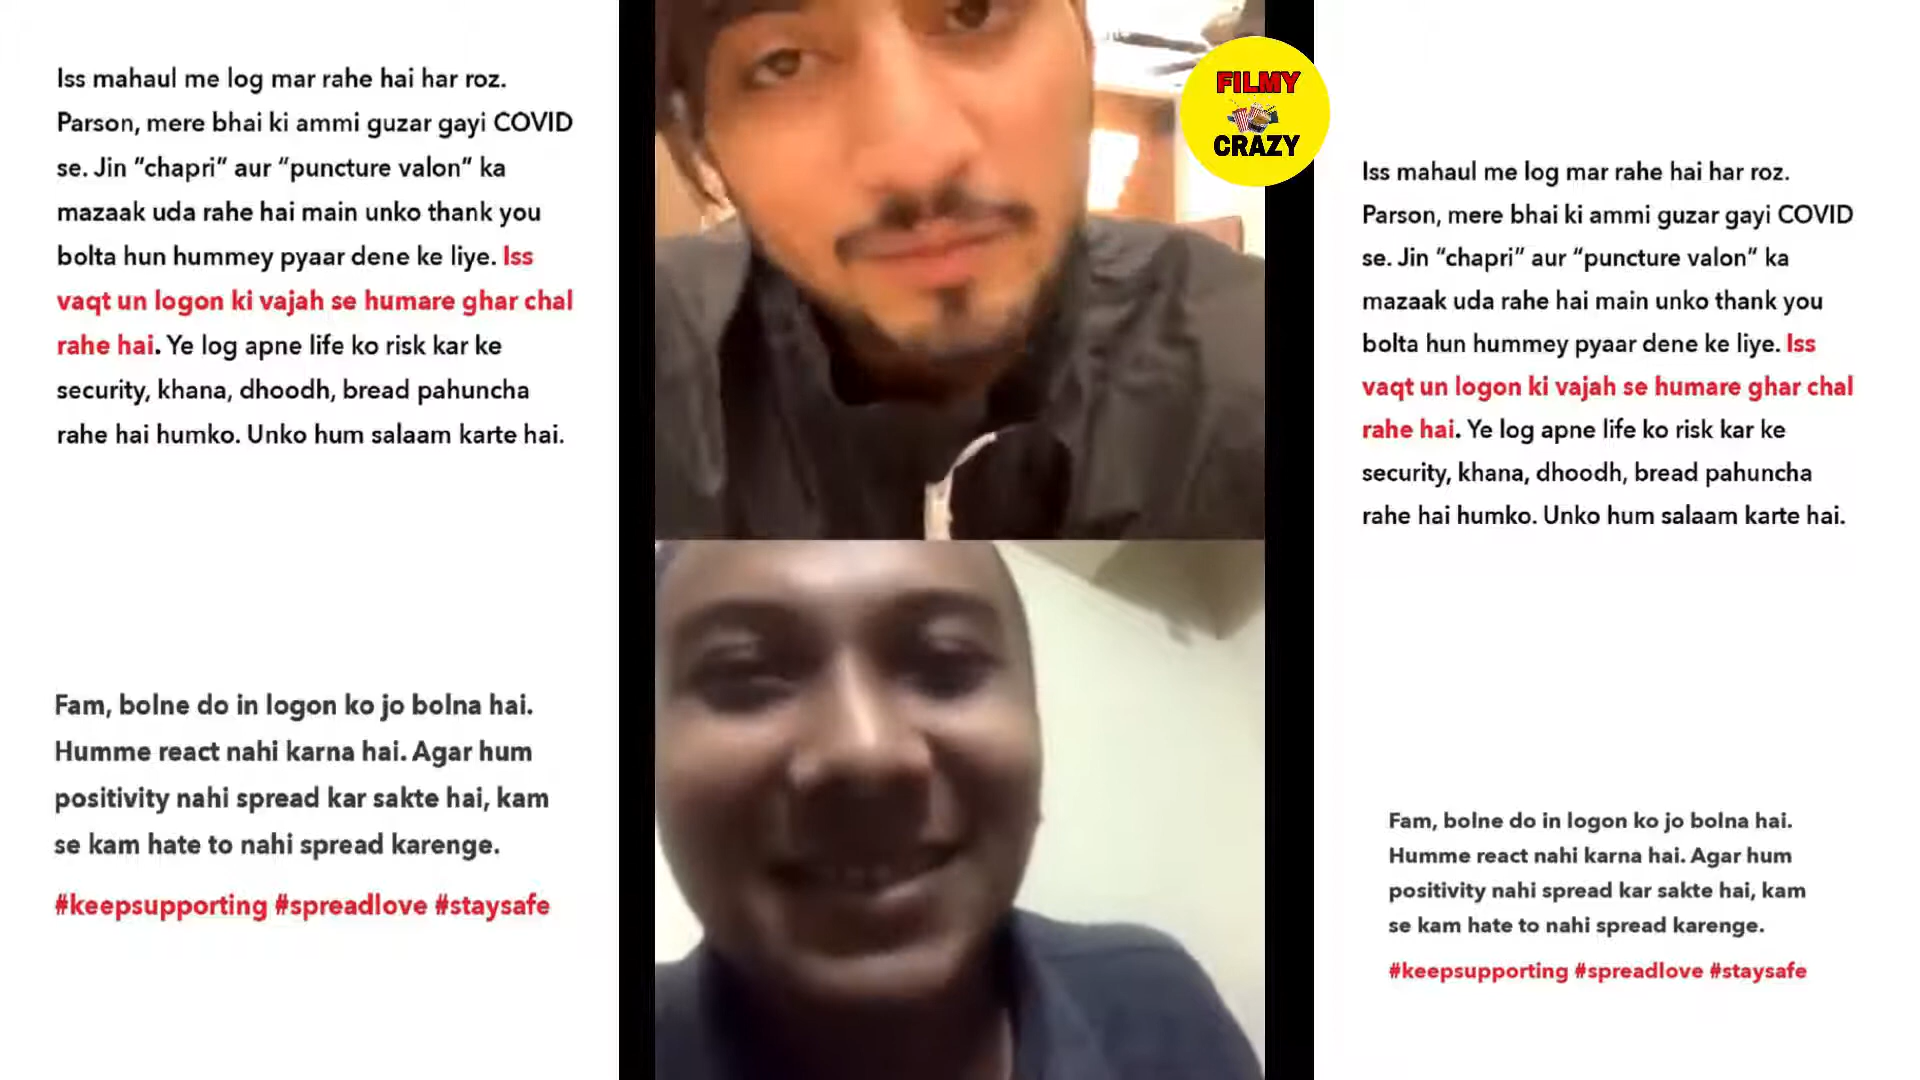 Iss mahaul me log mar rahe hai har roz.
Parson, mere bhai ki ammi guzar gayi COVID
se. Jin “chapri” aur “puncture valon” ka
mazaak uda rahe hai main unko thank you
bolta hun hummey pyaar dene ke liye. Iss
vaqt un logon ki vajah se humare ghar chal
rahe hai. Ye log apne life ko risk kar ke
security, khana, dhoodh, bread pahuncha
rahe hai humko. Unko hum salaam karte hai.
Fam, bolne do in logon ko jo bolna hai.
Humme react nahi karna hai. Agar hum
positivity nahi spread kar sakte hai, kam
se kam hate to nahi spread karenge.
#keepsupporting #spreadlove #staysafe
FILMY
CRAZY
Iss mahaul me log mar rahe hai har roz.
Parson, mere bhai ki ammi guzar gayi COVID
se. Jin “chapri” aur “puncture valon” ka
mazaak uda rahe hai main unko thank you
bolta hun hummey pyaar dene ke liye. Iss
vaqt un logon ki vajah se humare ghar chal
rahe hai. Ye log apne life ko risk kar ke
security, khana, dhoodh, bread pahuncha
rahe hai humko. Unko hum salaam karte hai.
Fam, bolne do in logon ko jo bolna hai.
Humme react nahi karna hai. Agar hum
positivity nahi spread kar sakte hai, kam
se kam hate to nahi spread karenge.
#keepsupporting #spreadlove #staysafe